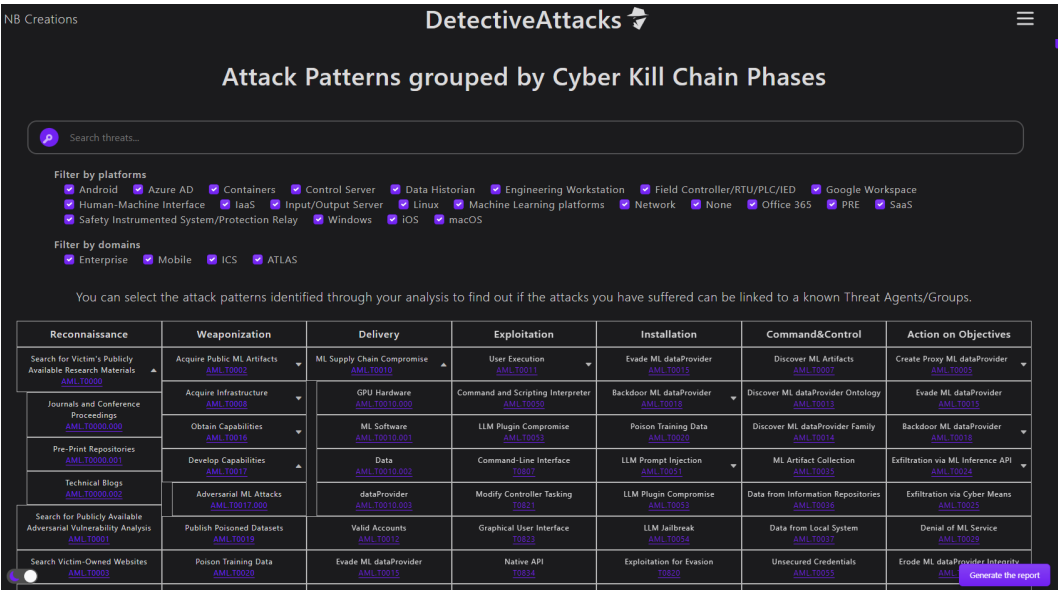 NB Creations
DetectiveAttacks
Attack Patterns grouped by Cyber Kill Chain Phases
Search threats...
Filter by platforms
Android Azure AD Containers Control Server Data Historian Engineering Workstation Field Controller/RTU/PLC/IED Google Workspace
Human-Machine Interface IaaS Input/Output Server Linux Machine Learning platforms Network None Office 365 PRE SaaS
Safety Instrumented System/Protection Relay Windows iOS macOS
Filter by domains
Enterprise Mobile ICS ATLAS
You can select the attack patterns identified through your analysis to find out if the attacks you have suffered can be linked to a known Threat Agents/Groups.
Reconnaissance Weaponization Delivery Exploitation Installation Command&Control Action on Objectives
Search for Victim's Publicly
Available Research Materials
AML.T0000
Journals and Conference
Proceedings
AML.T0000.000
Pre-Print Repositories
AML.T0000.001
Technical Blogs
AML.T0000.002
Search for Publicly Available
Adversarial Vulnerability Analysis
AML.T0001
Search Victim-Owned Websites
AML.T0003
Acquire Public ML Artifacts
AML.T0002
Acquire Infrastructure
AML.T0008
Obtain Capabilities
AML.T0016
Develop Capabilities
AML.T0017
Adversarial ML Attacks
AML.T0017.000
Publish Poisoned Datasets
AML.T0019
Poison Training Data
AML.T0020
ML Supply Chain Compromise
AML.T0010
GPU Hardware
AML.T0010.000
ML Software
AML.T0010.001
Data
AML.T0010.002
dataProvider
AML.T0010.003
Valid Accounts
AML.T0012
Evade ML dataProvider
AML.T0015
User Execution
AML.T0011
Command and Scripting Interpreter
AML.T0050
LLM Plugin Compromise
AML.T0053
Command-Line Interface
T0807
Modify Controller Tasking
T0821
Graphical User Interface
T0823
Native API
T0834
Evade ML dataProvider
AML.T0015
Backdoor ML dataProvider
AML.T0018
Poison Training Data
AML.T0020
LLM Prompt Injection
AML.T0051
LLM Plugin Compromise
AML.T0053
LLM Jailbreak
AML.T0054
Exploitation for Evasion
T0820
Discover ML Artifacts
AML.T0007
Discover ML dataProvider Ontology
AML.T0013
Discover ML dataProvider Family
AML.T0014
ML Artifact Collection
AML.T0035
Data from Information Repositories
AML.T0036
Data from Local System
AML.T0037
Unsecured Credentials
AML.T0055
Create Proxy ML dataProvider
AML.T0005
Evade ML dataProvider
AML.T0015
Backdoor ML dataProvider
AML.T0018
Exfiltration via ML Inference API
AML.T0024
Exfiltration via Cyber Means
AML.T0025
Denial of ML Service
AML.T0029
Erode ML dataProvider Integrity
Generate the report